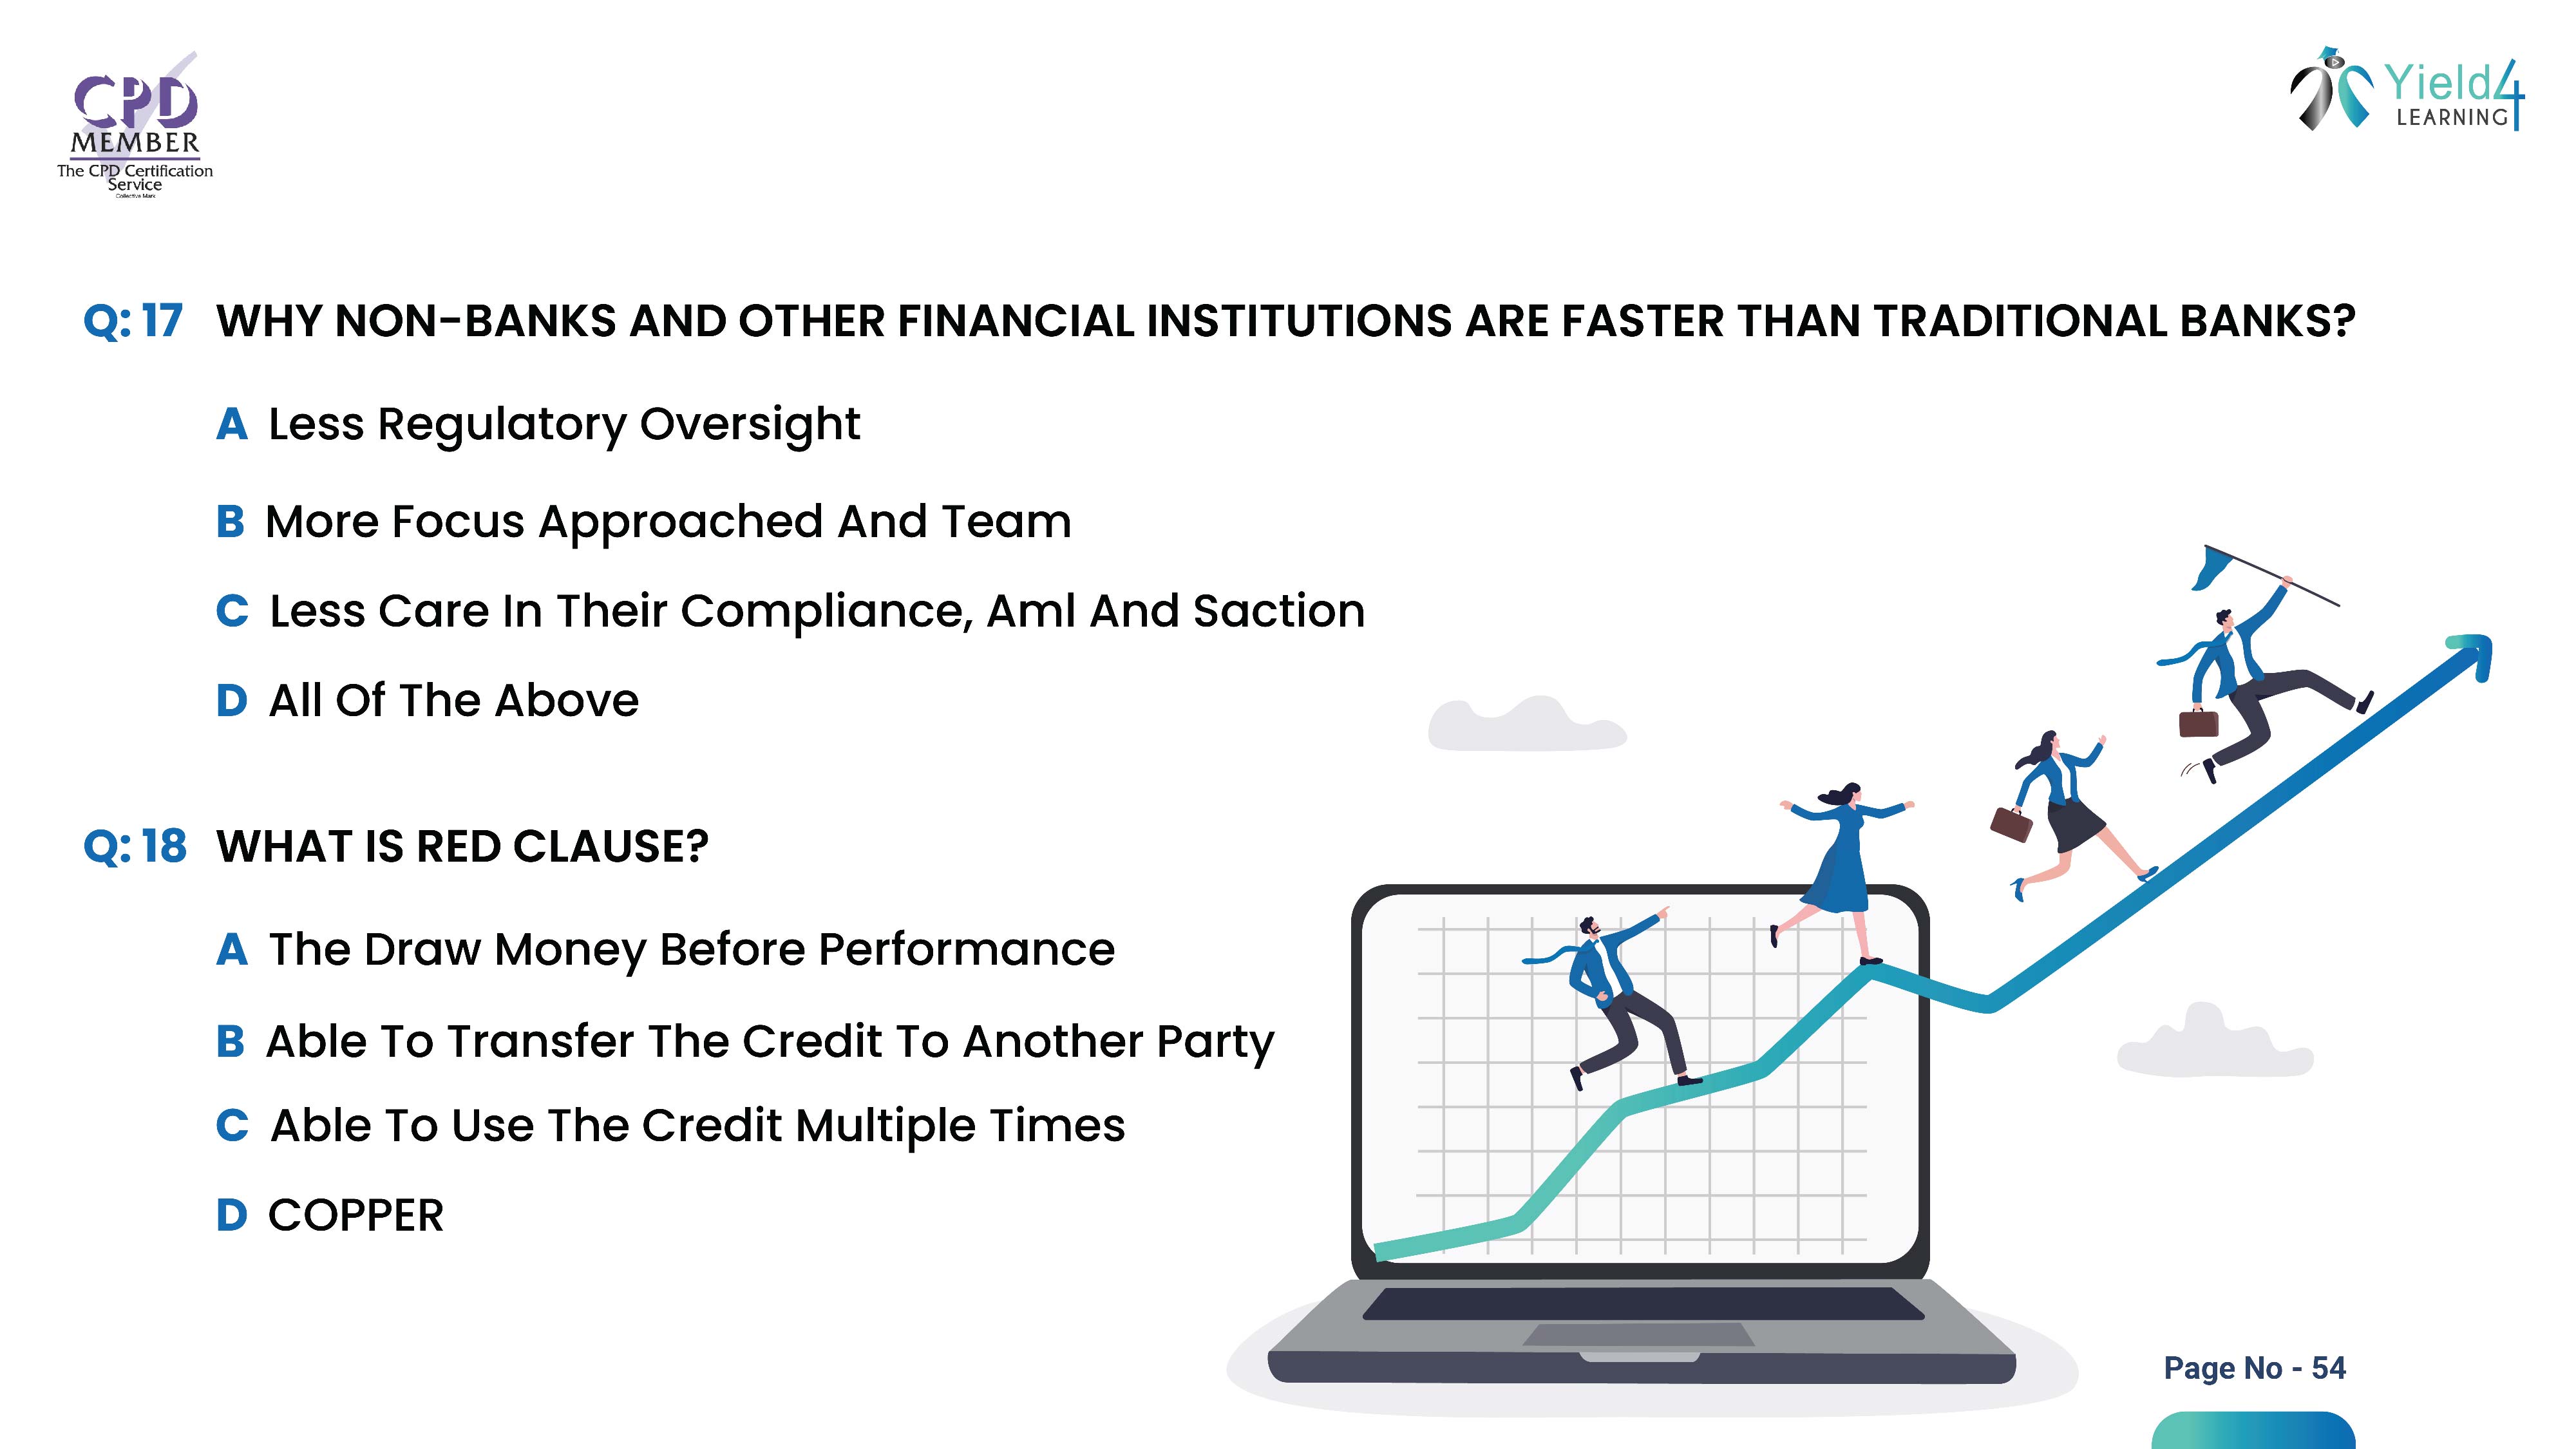 CPD
MEMBER
The CPD Certification
Service
Collective Mark
Yield4
LEARNING
Q: 17 WHY NON-BANKS AND OTHER FINANCIAL INSTITUTIONS ARE FASTER THAN TRADITIONAL BANKS?
A Less Regulatory Oversight
B More Focus Approached And Team
C Less Care In Their Compliance, Aml And Saction
D All Of The Above
Q: 18 WHAT IS RED CLAUSE?
A The Draw Money Before Performance
B Able To Transfer The Credit To Another Party
C Able To Use The Credit Multiple Times
D COPPER
Page No - 54